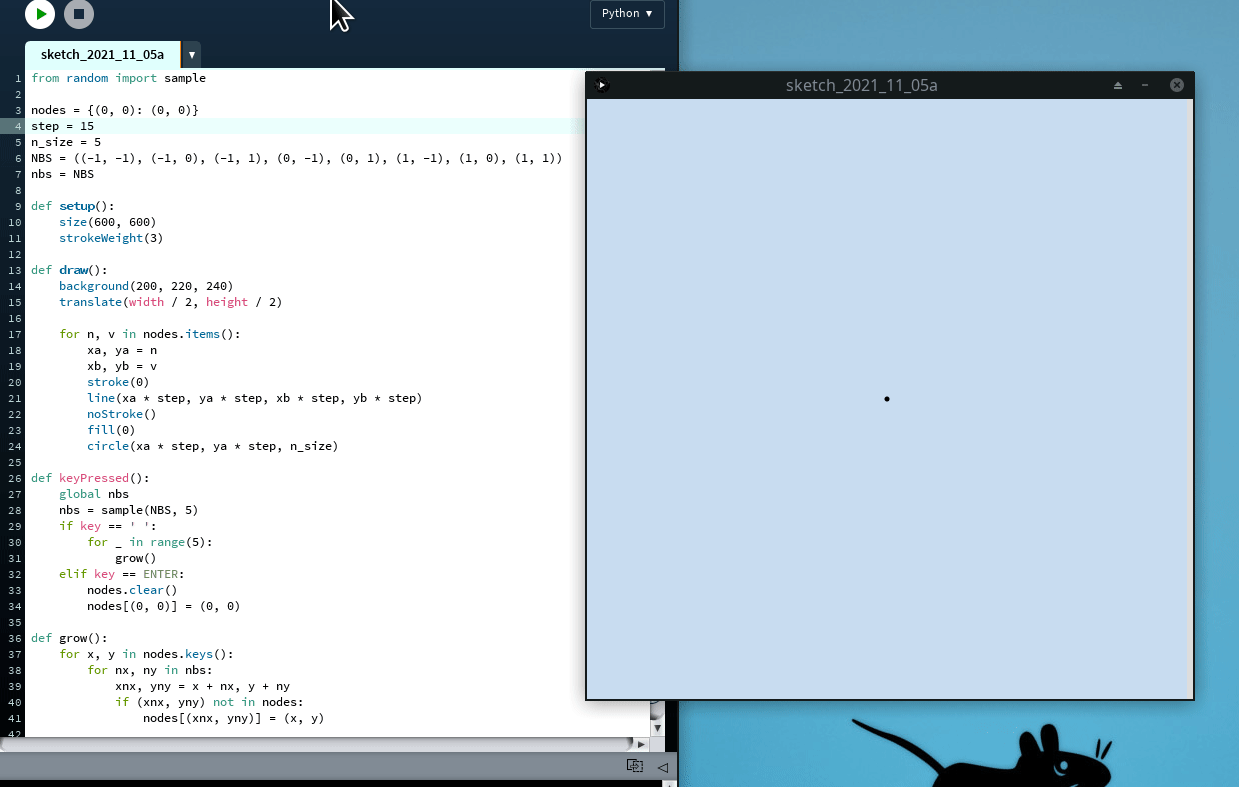 Python ▾
sketch_2021_11_05a ▼
1 from random import sample
2
3 nodes = {(0, 0): (0, 0)}
4 step = 15
5 n_size = 5
6 NBS = ((-1, -1), (-1, 0), (-1, 1), (0, -1), (0, 1), (1, -1), (1, 0), (1, 1))
7 nbs = NBS
8
9 def setup():
10     size(600, 600)
11     strokeWeight(3)
12
13 def draw():
14     background(200, 220, 240)
15     translate(width / 2, height / 2)
16
17     for n, v in nodes.items():
18         xa, ya = n
19         xb, yb = v
20         stroke(0)
21         line(xa * step, ya * step, xb * step, yb * step)
22         noStroke()
23         fill(0)
24         circle(xa * step, ya * step, n_size)
25
26 def keyPressed():
27     global nbs
28     nbs = sample(NBS, 5)
29     if key == ' ':
30         for _ in range(5):
31             grow()
32     elif key == ENTER:
33         nodes.clear()
34         nodes[(0, 0)] = (0, 0)
35
36 def grow():
37     for x, y in nodes.keys():
38         for nx, ny in nbs:
39             xnx, yny = x + nx, y + ny
40             if (xnx, yny) not in nodes:
41                 nodes[(xnx, yny)] = (x, y)
42
sketch_2021_11_05a